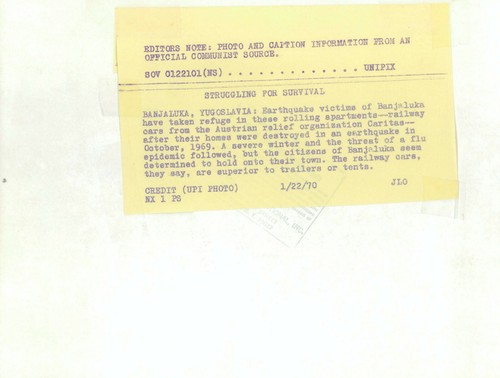 EDITORS NOTE: PHOTO AND CAITION INFORMATION FROM AN
OFFICIAL COMMUNIST SOURCE.
SOV 0122101(NS) . . . . . . . . . . . . . . UNIPIX
STRUGGLING FOR SURVIVAL
BANJALUKA, YUGOSLAVIA: Earthquake victims of Banjaluka
have taken refuge in these rolling apartments--railway
cars from the Austrian relief organization Caritas--
after their homes were destroyed in an earthquake in
October, 1969. A severe winter and the threat of a flu
epidemic followed, but the citizens of Banjaluka seem
determined to hold onto their town. The railway cars,
they say, are superior to trailers or tents.
CREDIT (UPI PHOTO) 1/22/70 JLO
NX 1 PS